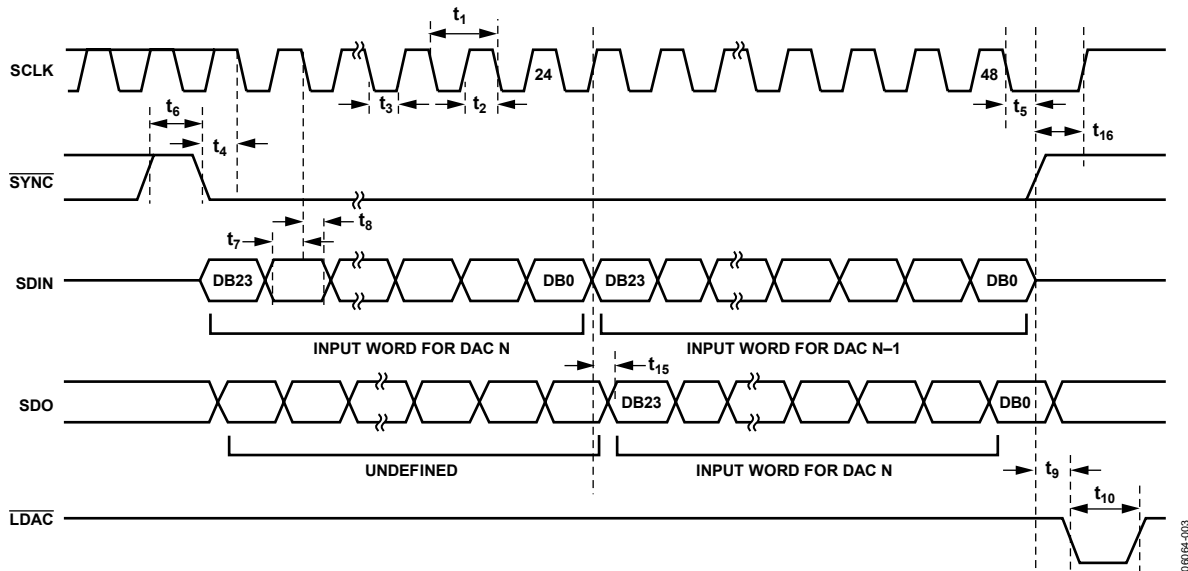 t1
SCLK
24
48
t3
t2
t5
t6
t4
t16
SYNC
t8
t7
SDIN
DB23
DB0
DB23
DB0
INPUT WORD FOR DAC N
INPUT WORD FOR DAC N–1
t15
SDO
DB23
DB0
UNDEFINED
INPUT WORD FOR DAC N
t9
t10
LDAC
06064-003